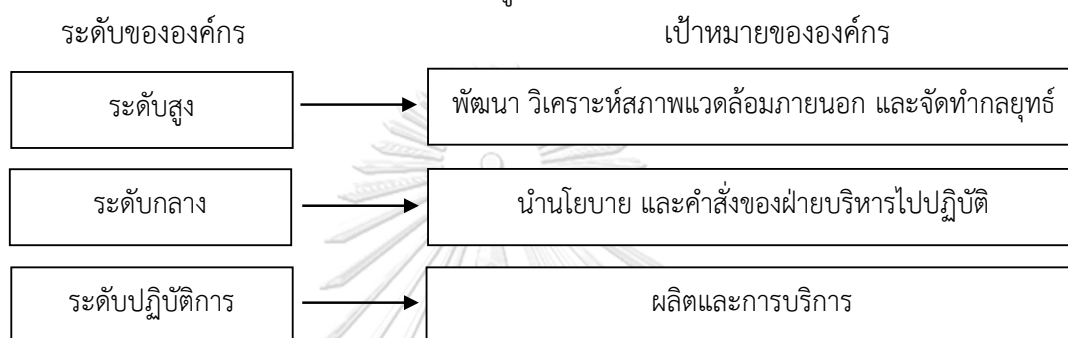 ระดับขององค์กร เป้าหมายขององค์กร
ระดับสูง พัฒนา วิเคราะห์สภาพแวดล้อมภายนอก และจัดทำกลยุทธ์
ระดับกลาง นำนโยบาย และคำสั่งของฝ่ายบริหารไปปฏิบัติ
ระดับปฏิบัติการ ผลิตและการบริการ